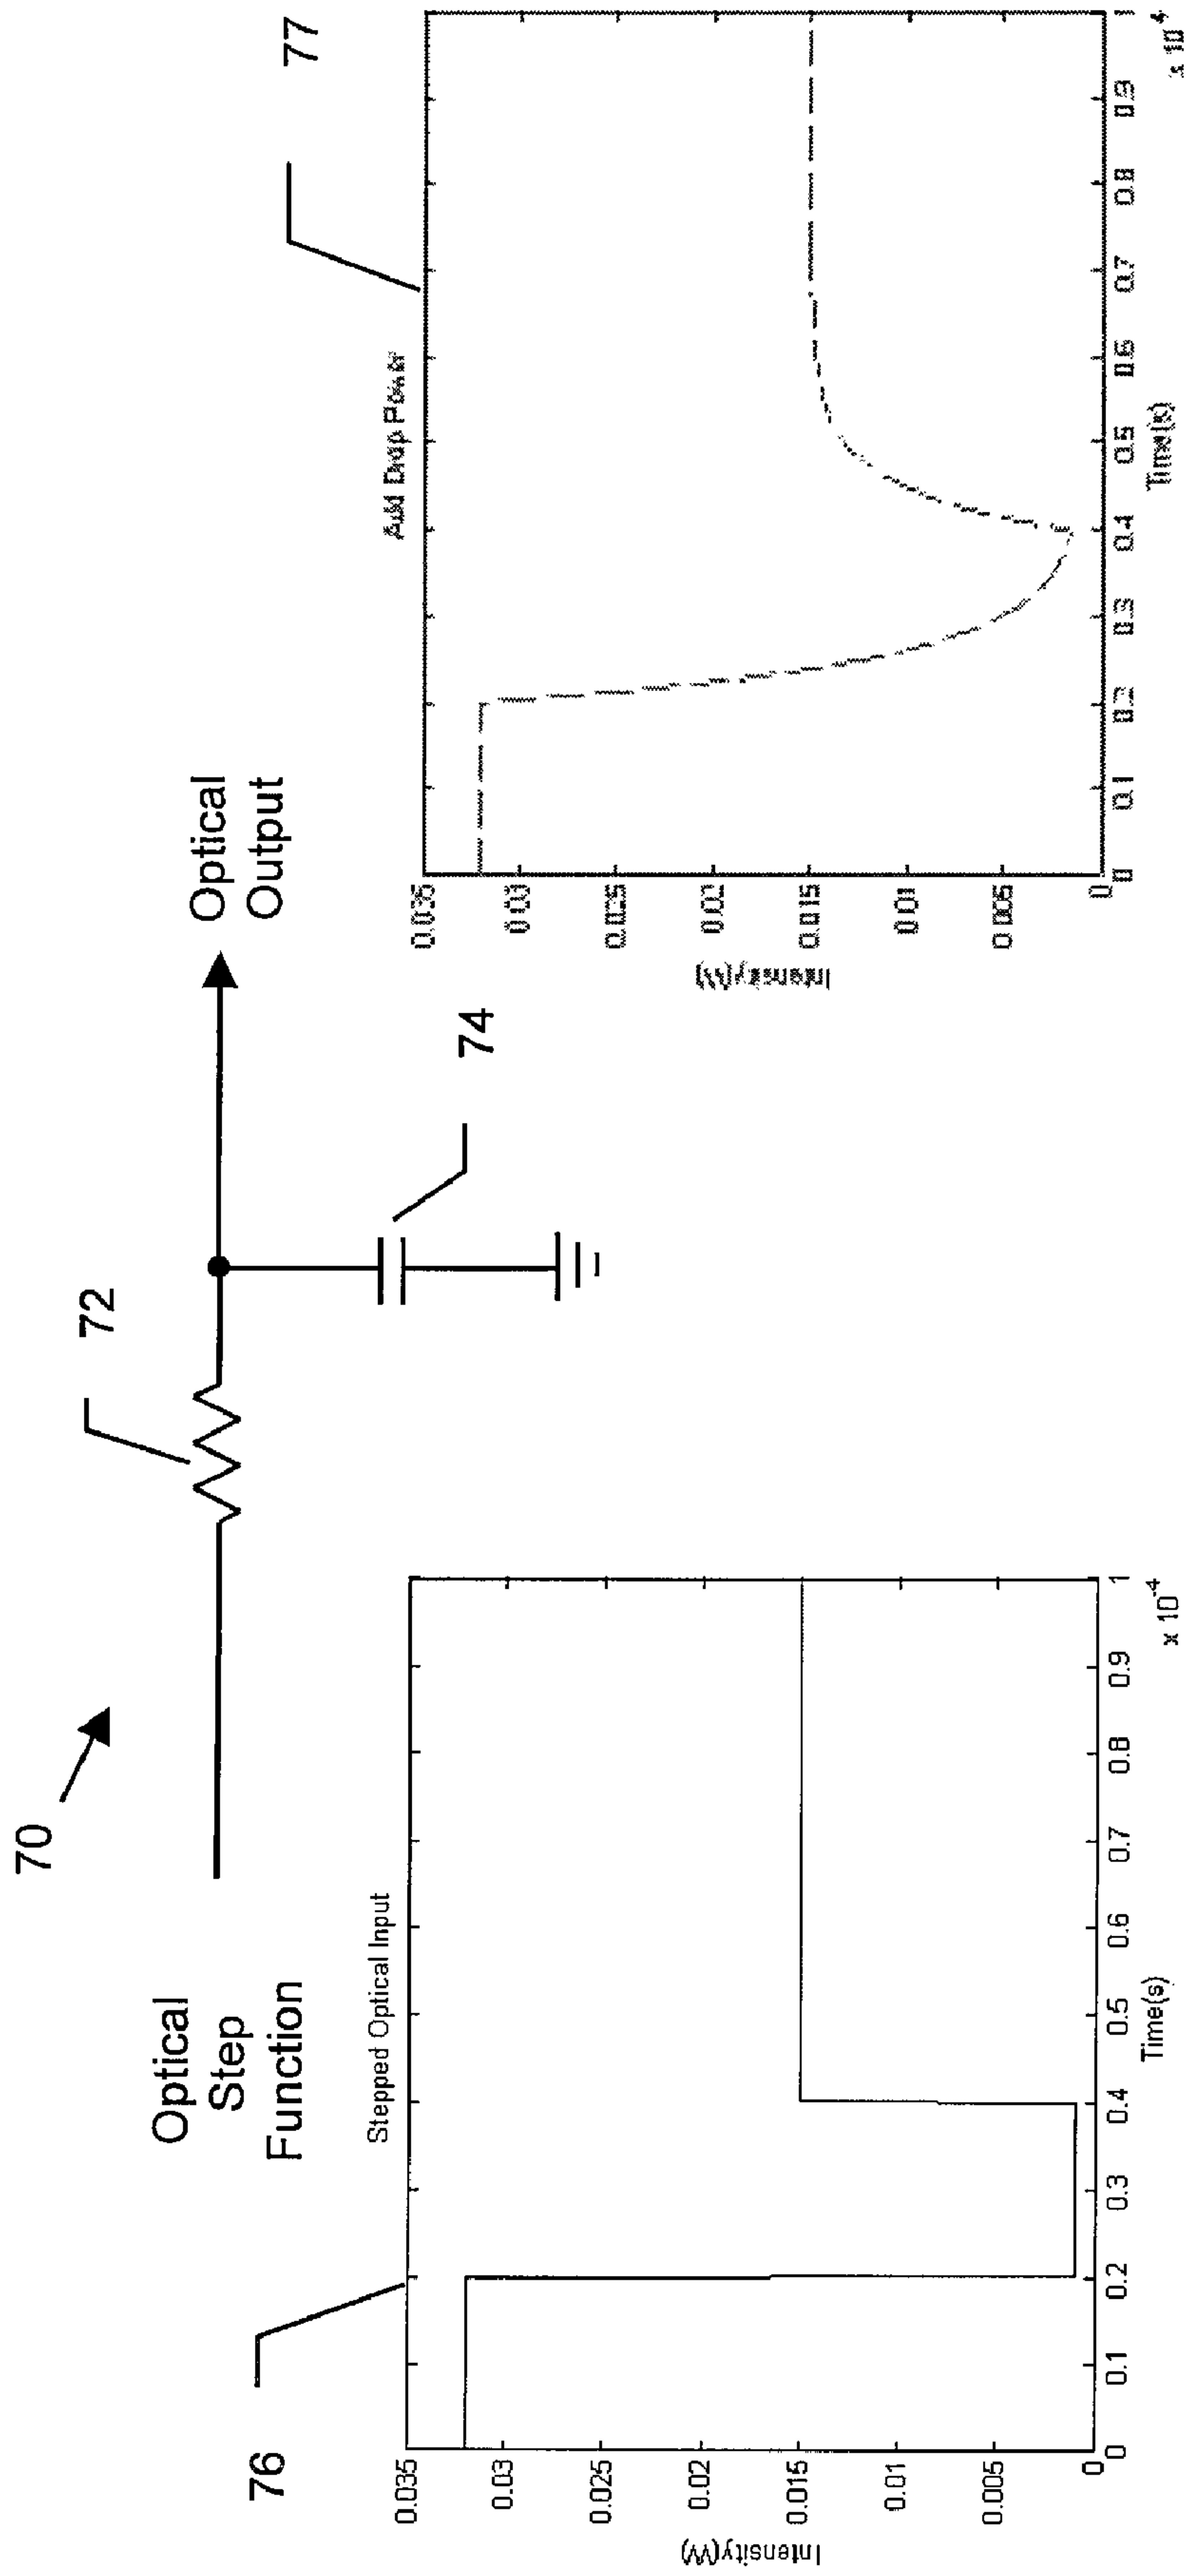 70
72
74
76
77
Optical
Step
Function
Optical
Output
Stepped Optical Input
Intensity(W)
0.035
0.03
0.025
0.02
0.015
0.01
0.005
0
0 0.1 0.2 0.3 0.4 0.5 0.6 0.7 0.8 0.9 1
Time(s)
x 10-4
Add Drop Power
Intensity(W)
0.035
0.03
0.025
0.02
0.015
0.01
0.005
0
0 0.1 0.2 0.3 0.4 0.5 0.6 0.7 0.8 0.9 1
Time(s)
x 10-4